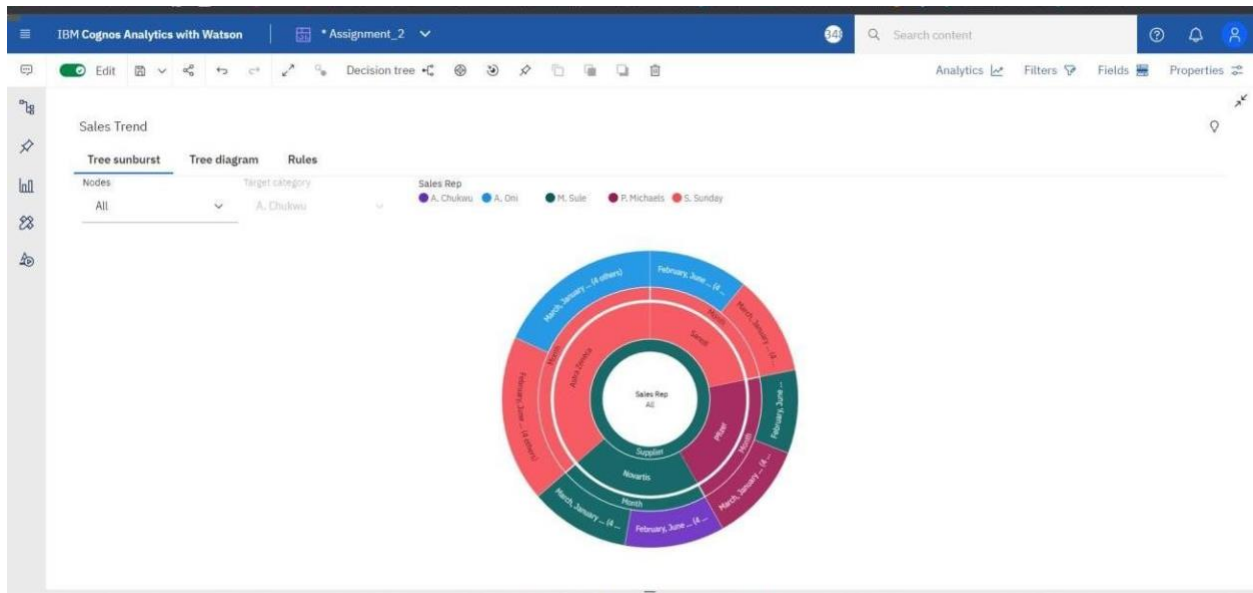 IBM Cognos Analytics with Watson
* Assignment_2
Search content
Edit
Decision tree
Analytics
Filters
Fields
Properties
Sales Trend
Tree sunburst
Tree diagram
Rules
Nodes
Target category
Sales Rep
All
A. Chukwu
A. Chukwu
A. Oni
M. Sule
P. Michaels
S. Sunday
March, January ... (4 others)
February, June ... (4 ...
Month
Sanofi
March, January ... (4 ...
Month
Astra Zeneca
Sales Rep
All
February, June ... (4 others)
February, June ...
Pfizer
Month
Supplier
Novartis
Month
March, January ... (4 ...
February, June ... (4 ...
March, January ... (4 ...